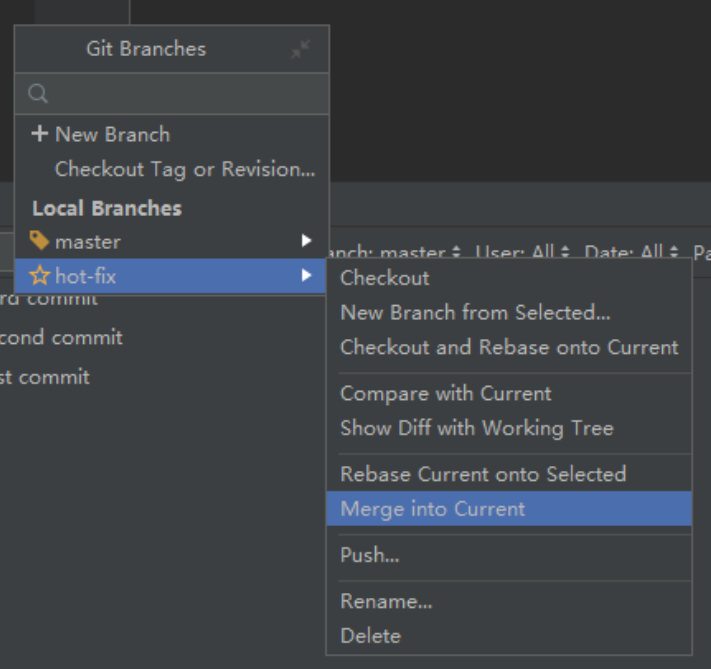 Git Branches
New Branch
Checkout Tag or Revision...
Local Branches
master
anch: master User: All Date: All Pa
hot-fix
Checkout
rd commit
New Branch from Selected...
cond commit
Checkout and Rebase onto Current
st commit
Compare with Current
Show Diff with Working Tree
Rebase Current onto Selected
Merge into Current
Push...
Rename...
Delete